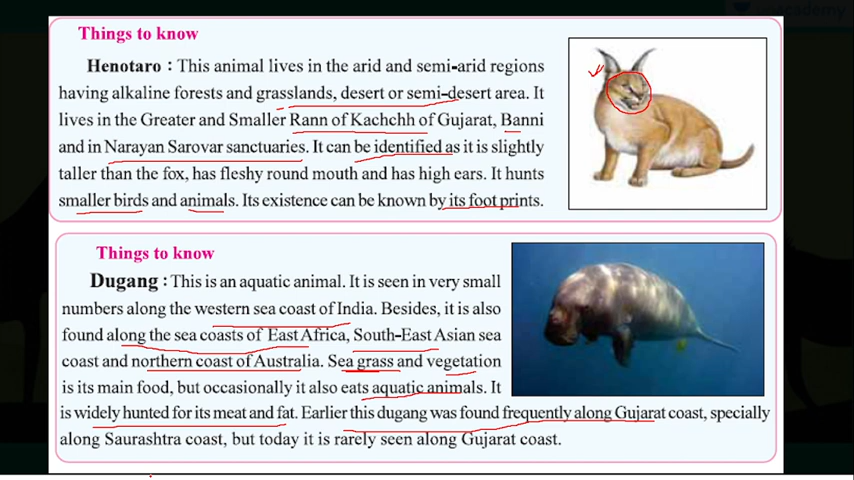 Things to know
Henotaro : This animal lives in the arid and semi-arid regions
having alkaline forests and grasslands, desert or semi-desert area. It
lives in the Greater and Smaller Rann of Kachchh of Gujarat, Banni
and in Narayan Sarovar sanctuaries. It can be identified as it is slightly
taller than the fox, has fleshy round mouth and has high ears. It hunts
smaller birds and animals. Its existence can be known by its foot prints.
Things to know
Dugang : This is an aquatic animal. It is seen in very small
numbers along the western sea coast of India. Besides, it is also
found along the sea coasts of East Africa, South-East Asian sea
coast and northern coast of Australia. Sea grass and vegetation
is its main food, but occasionally it also eats aquatic animals. It
is widely hunted for its meat and fat. Earlier this dugang was found frequently along Gujarat coast, specially
along Saurashtra coast, but today it is rarely seen along Gujarat coast.